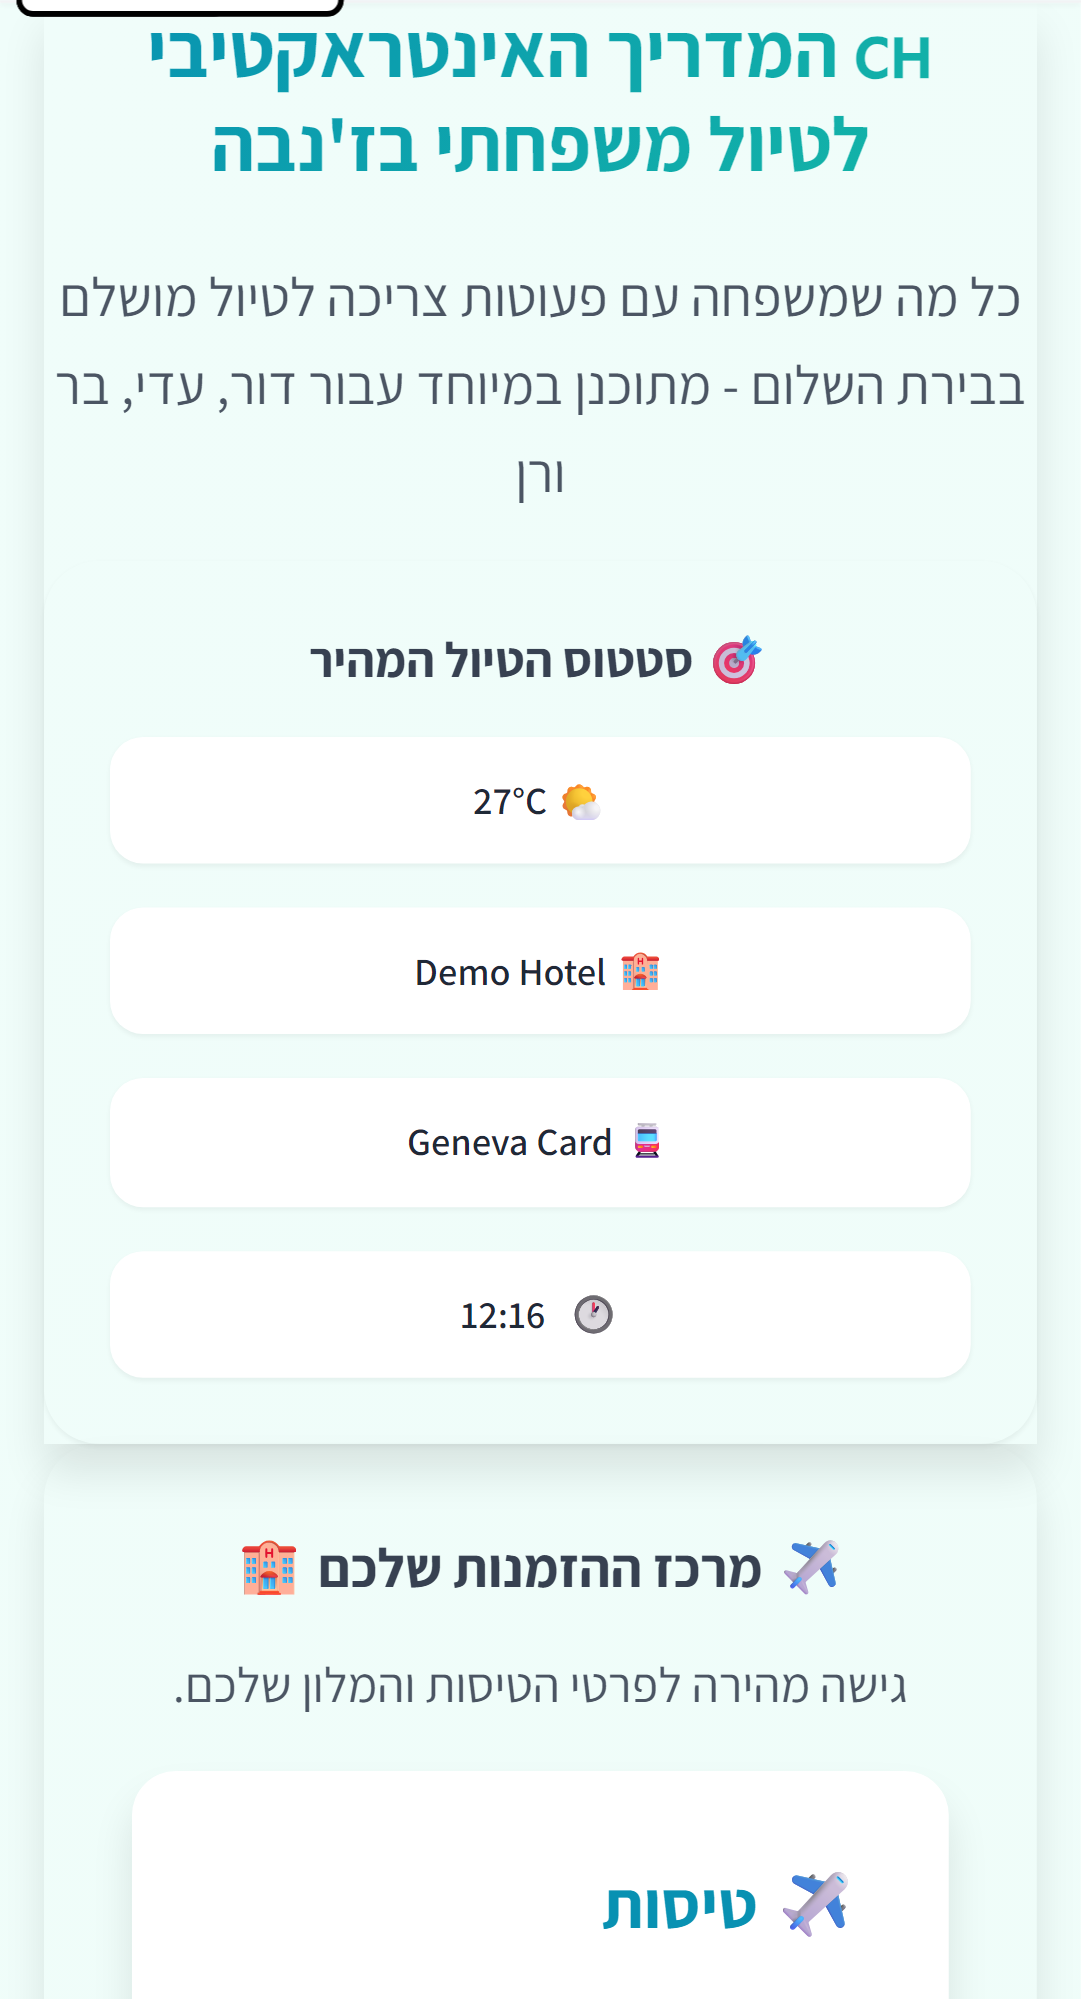 CH המדריך האינטראקטיבי
לטיול משפחתי בז'נבה
כל מה שמשפחה עם פעוטות צריכה לטיול מושלם
בבירת השלום - מתוכנן במיוחד עבור דור, עדי, בר
ורן
🎯 סטטוס הטיול המהיר
🌤️ 27°C
🏨 Demo Hotel
🚆 Geneva Card
🕐 12:16
✈️ מרכז ההזמנות שלכם 🏨
גישה מהירה לפרטי הטיסות והמלון שלכם.
✈️ טיסות